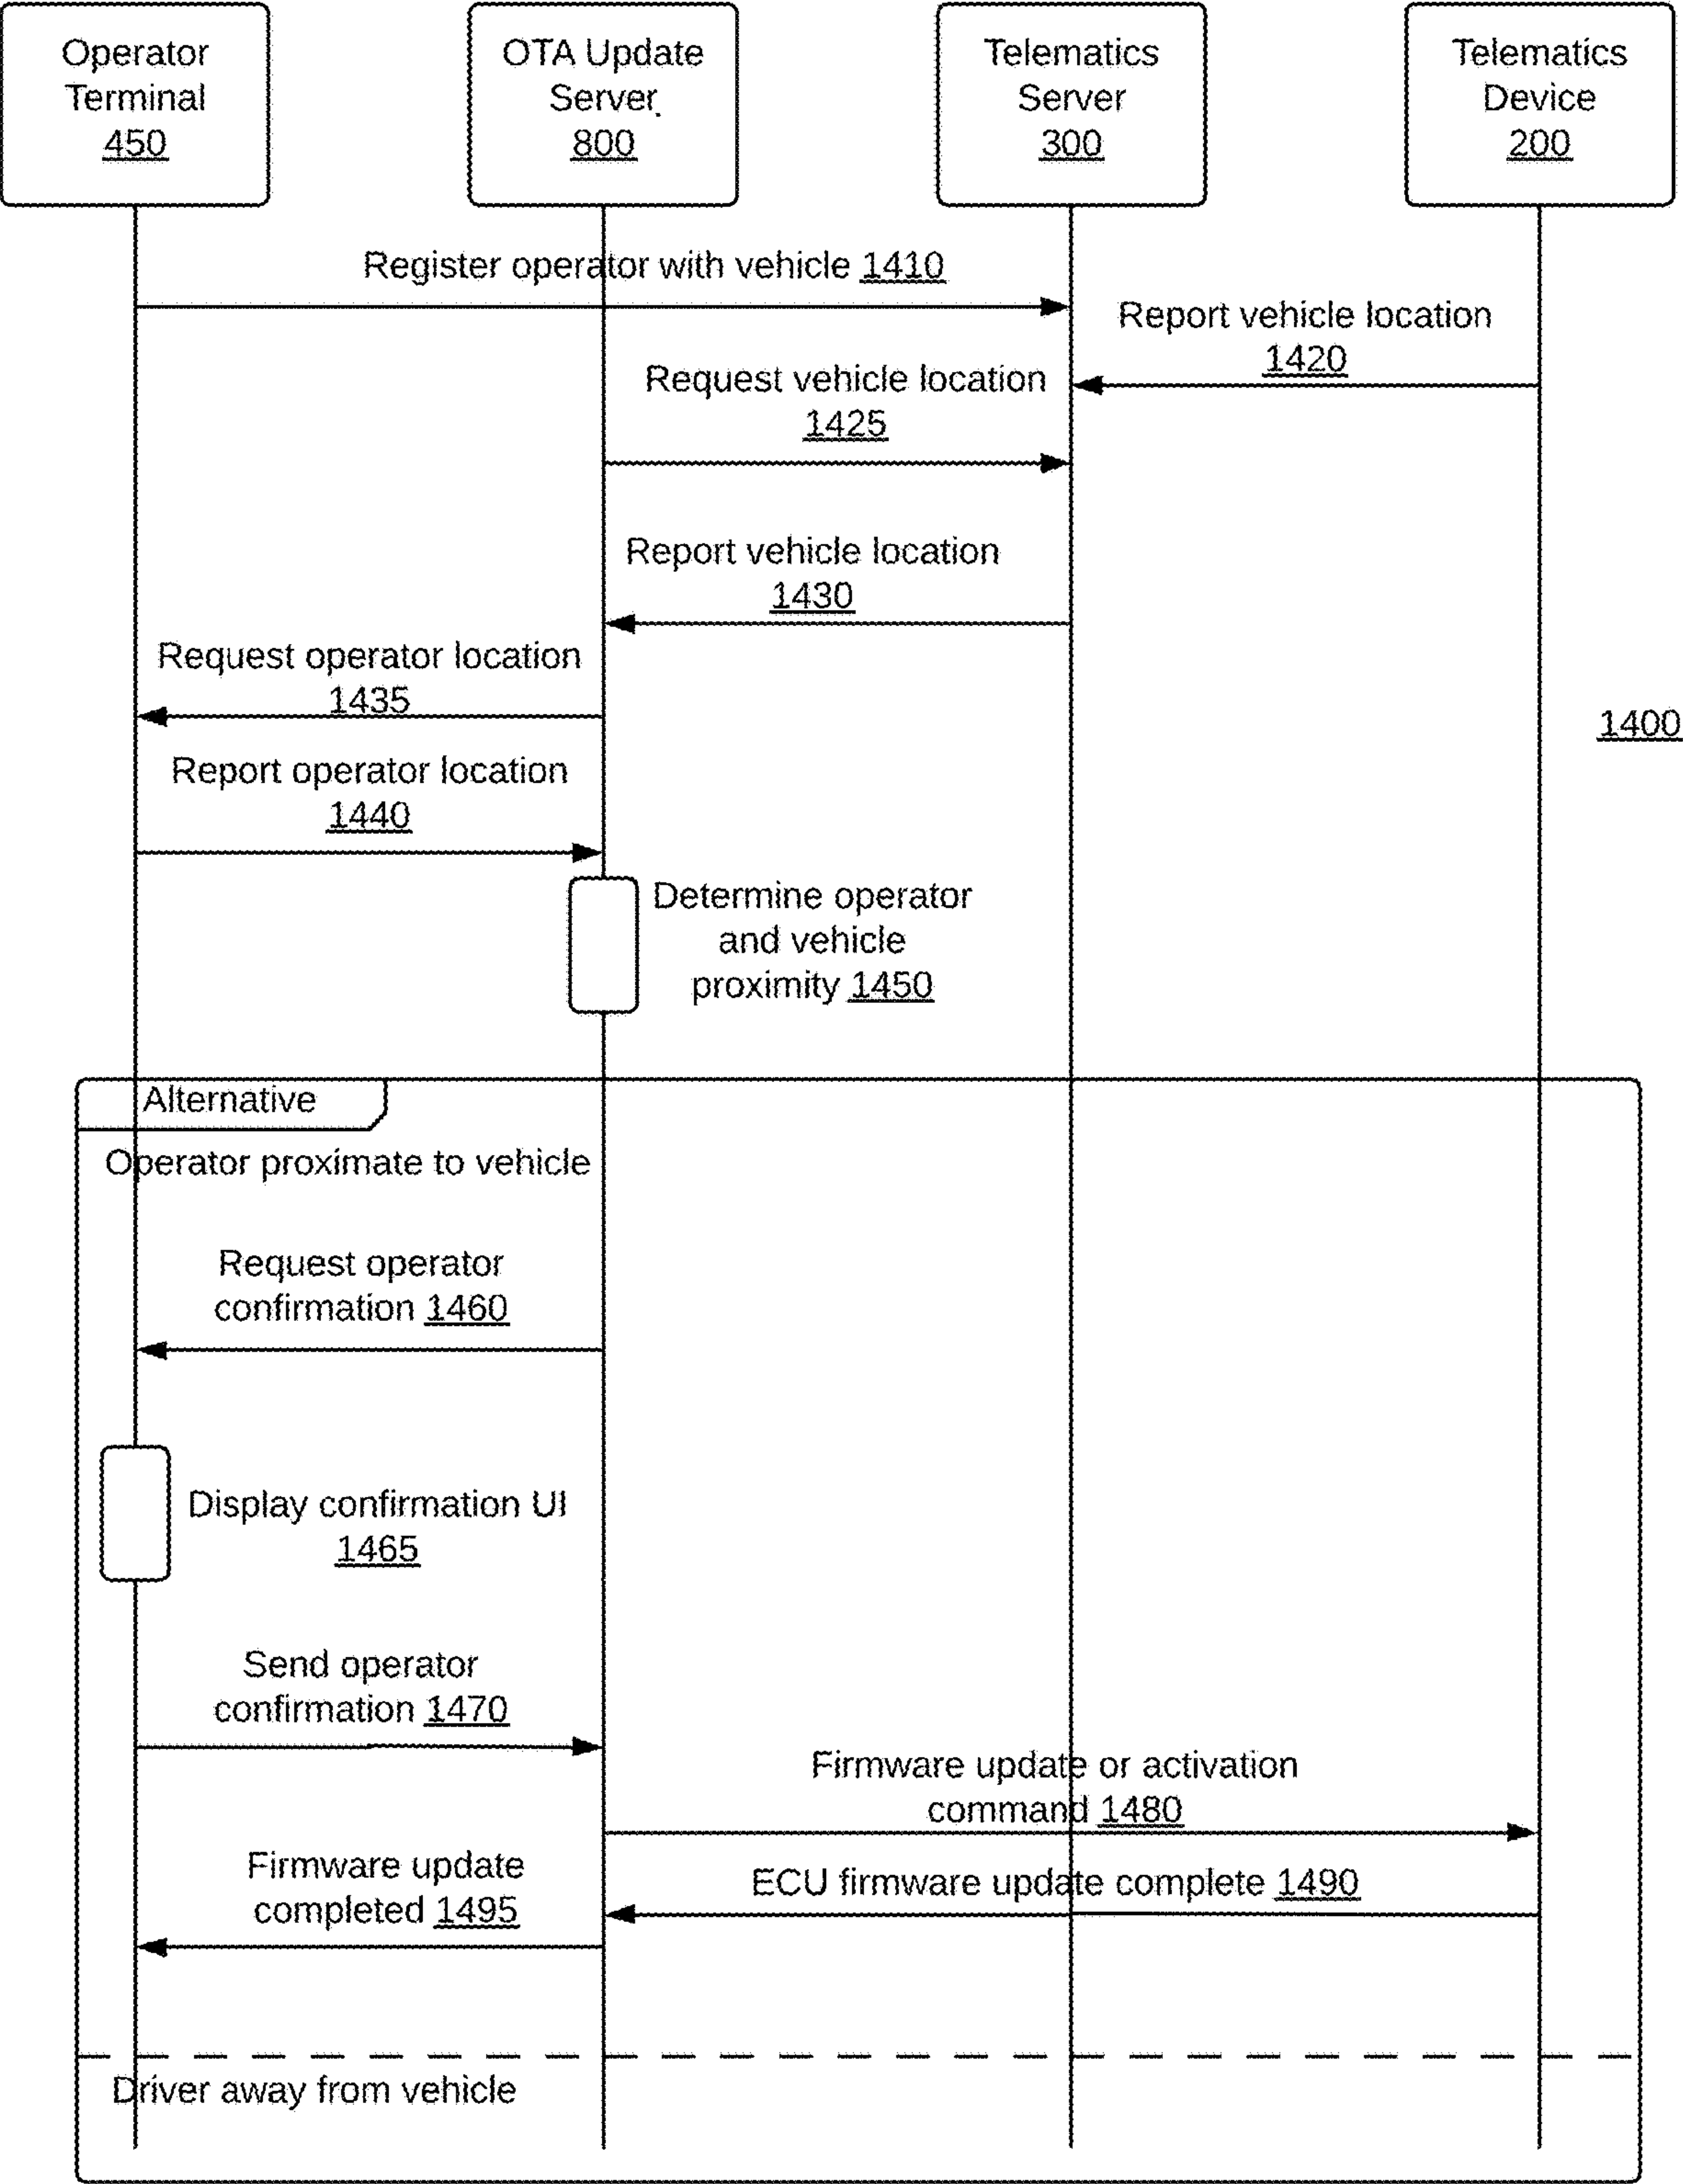 Operator
Terminal
450
OTA Update
Server
800
Telematics
Server
300
Telematics
Device
200
Register operator with vehicle 1410
Report vehicle location
1420
Request vehicle location
1425
Report vehicle location
1430
Request operator location
1435
1400
Report operator location
1440
Determine operator
and vehicle
proximity 1450
Alternative
Operator proximate to vehicle
Request operator
confirmation 1460
Display confirmation UI
1465
Send operator
confirmation 1470
Firmware update or activation
command 1480
Firmware update
completed 1495
ECU firmware update complete 1490
Driver away from vehicle